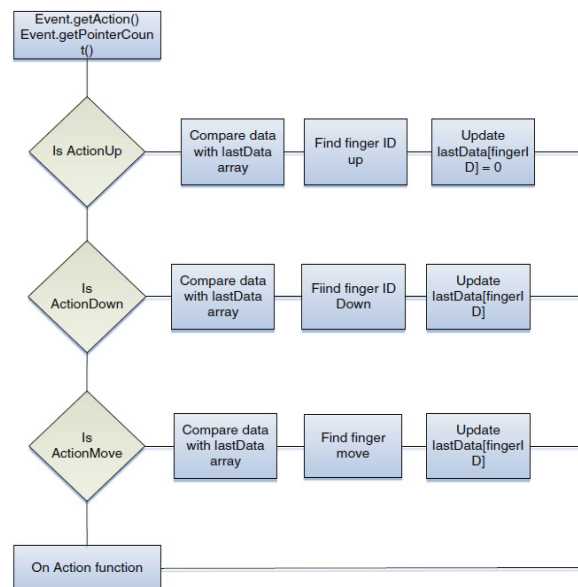 Event.getAction()
Event.getPointerCoun
t()
Is ActionUp
Compare data
with lastData
array
Find finger ID
up
Update
lastData[fingerI
D] = 0
Is
ActionDown
Compare data
with lastData
array
Fiind finger ID
Down
Update
lastData[fingerI
D]
Is
ActionMove
Compare data
with lastData
array
Find finger
move
Update
lastData[fingerI
D]
On Action function